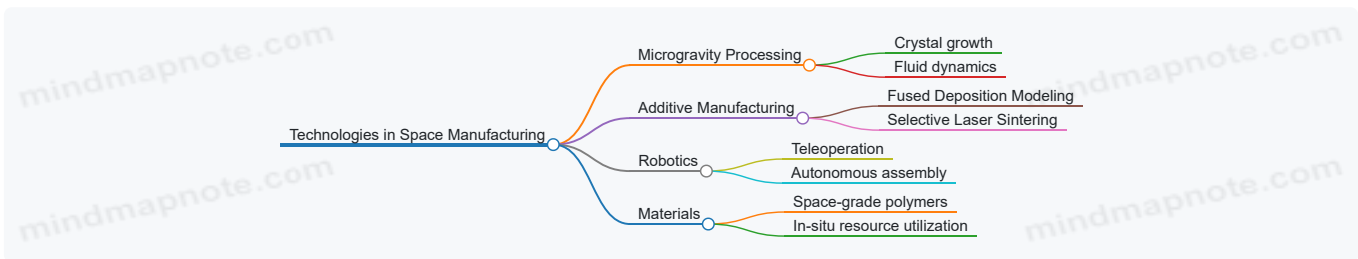 mindmapnote.com
mindmapnote.com
Technologies in Space Manufacturing
Microgravity Processing
Crystal growth
Fluid dynamics
Additive Manufacturing
Fused Deposition Modeling
Selective Laser Sintering
Robotics
Teleoperation
Autonomous assembly
Materials
Space-grade polymers
In-situ resource utilization
mindmapnote.com
mindmapnote.com